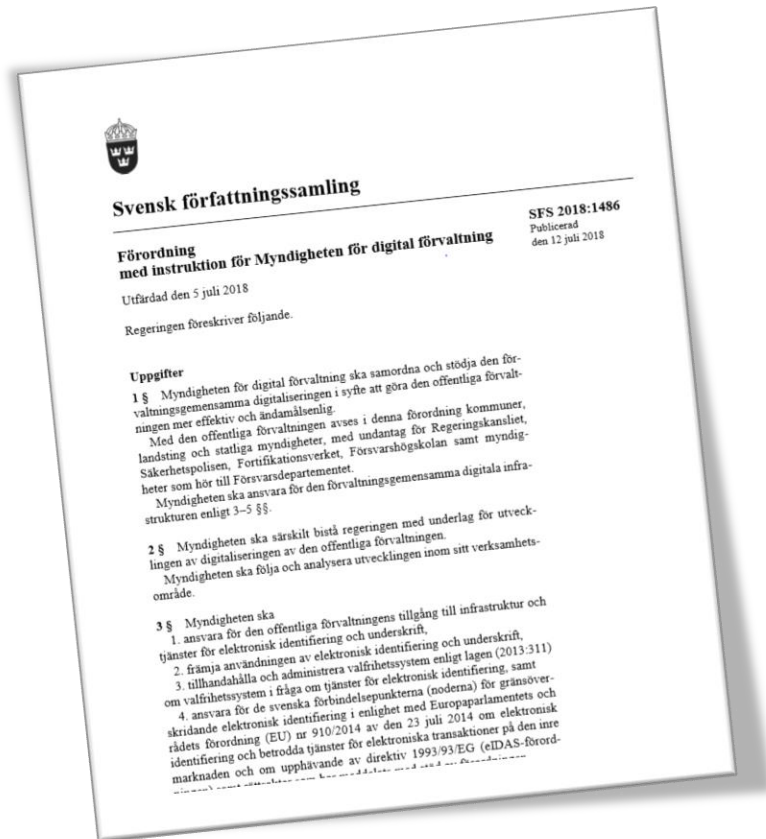 Svensk författningssamling
Förordning
med instruktion för Myndigheten för digital förvaltning
SFS 2018:1486
Publicerad
den 12 juli 2018
Utfärdad den 5 juli 2018
Regeringen föreskriver följande.
Uppgifter
1 § Myndigheten för digital förvaltning ska samordna och stödja den för-
valtningsgemensamma digitaliseringen i syfte att göra den offentliga förvalt-
ningen mer effektiv och ändamålsenlig.
Med den offentliga förvaltningen avses i denna förordning kommuner,
landsting och statliga myndigheter, med undantag för Regeringskansliet,
Säkerhetspolisen, Fortifikationsverket, Försvarshögskolan samt myndig-
heter som hör till Försvarsdepartementet.
Myndigheten ska ansvara för den förvaltningsgemensamma digitala infra-
strukturen enligt 3–5 §§.
2 § Myndigheten ska särskilt bistå regeringen med underlag för utveck-
lingen av digitaliseringen av den offentliga förvaltningen.
Myndigheten ska följa och analysera utvecklingen inom sitt verksamhets-
område.
3 § Myndigheten ska
1. ansvara för den offentliga förvaltningens tillgång till infrastruktur och
tjänster för elektronisk identifiering och underskrift,
2. främja användningen av elektronisk identifiering och underskrift,
3. tillhandahålla och administrera valfrihetssystem enligt lagen (2013:311)
om valfrihetssystem i fråga om tjänster för elektronisk identifiering, samt
4. ansvara för de svenska förbindelsepunkterna (noderna) för gränsöver-
skridande elektronisk identifiering i enlighet med Europaparlamentets och
rådets förordning (EU) nr 910/2014 av den 23 juli 2014 om elektronisk
identifiering och betrodda tjänster för elektroniska transaktioner på den inre
marknaden och om upphävande av direktiv 1993/93/EG (eIDAS-förord-